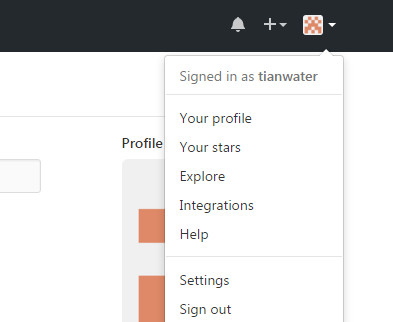 Signed in as tianwater
Profile
Your profile
Your stars
Explore
Integrations
Help
Settings
Sign out